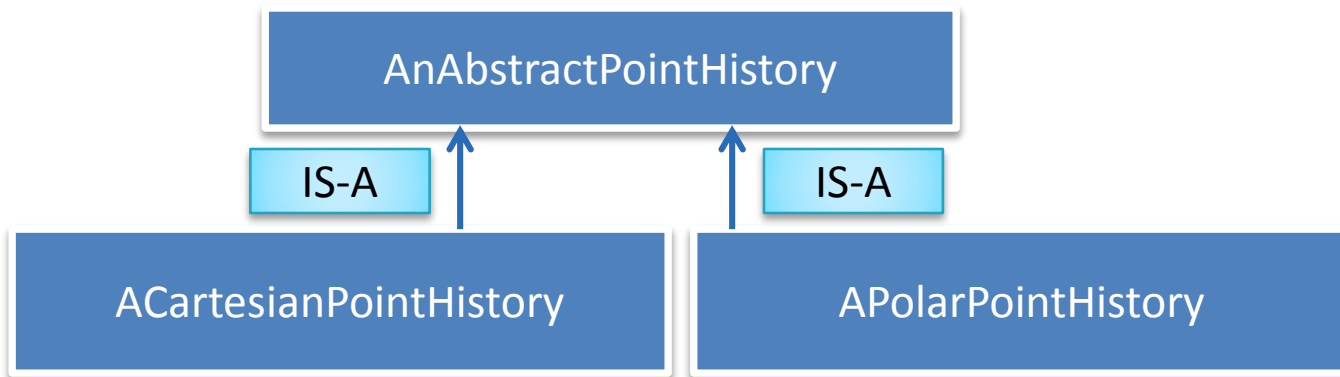 AnAbstractPointHistory
IS-A
IS-A
ACartesianPointHistory
APolarPointHistory